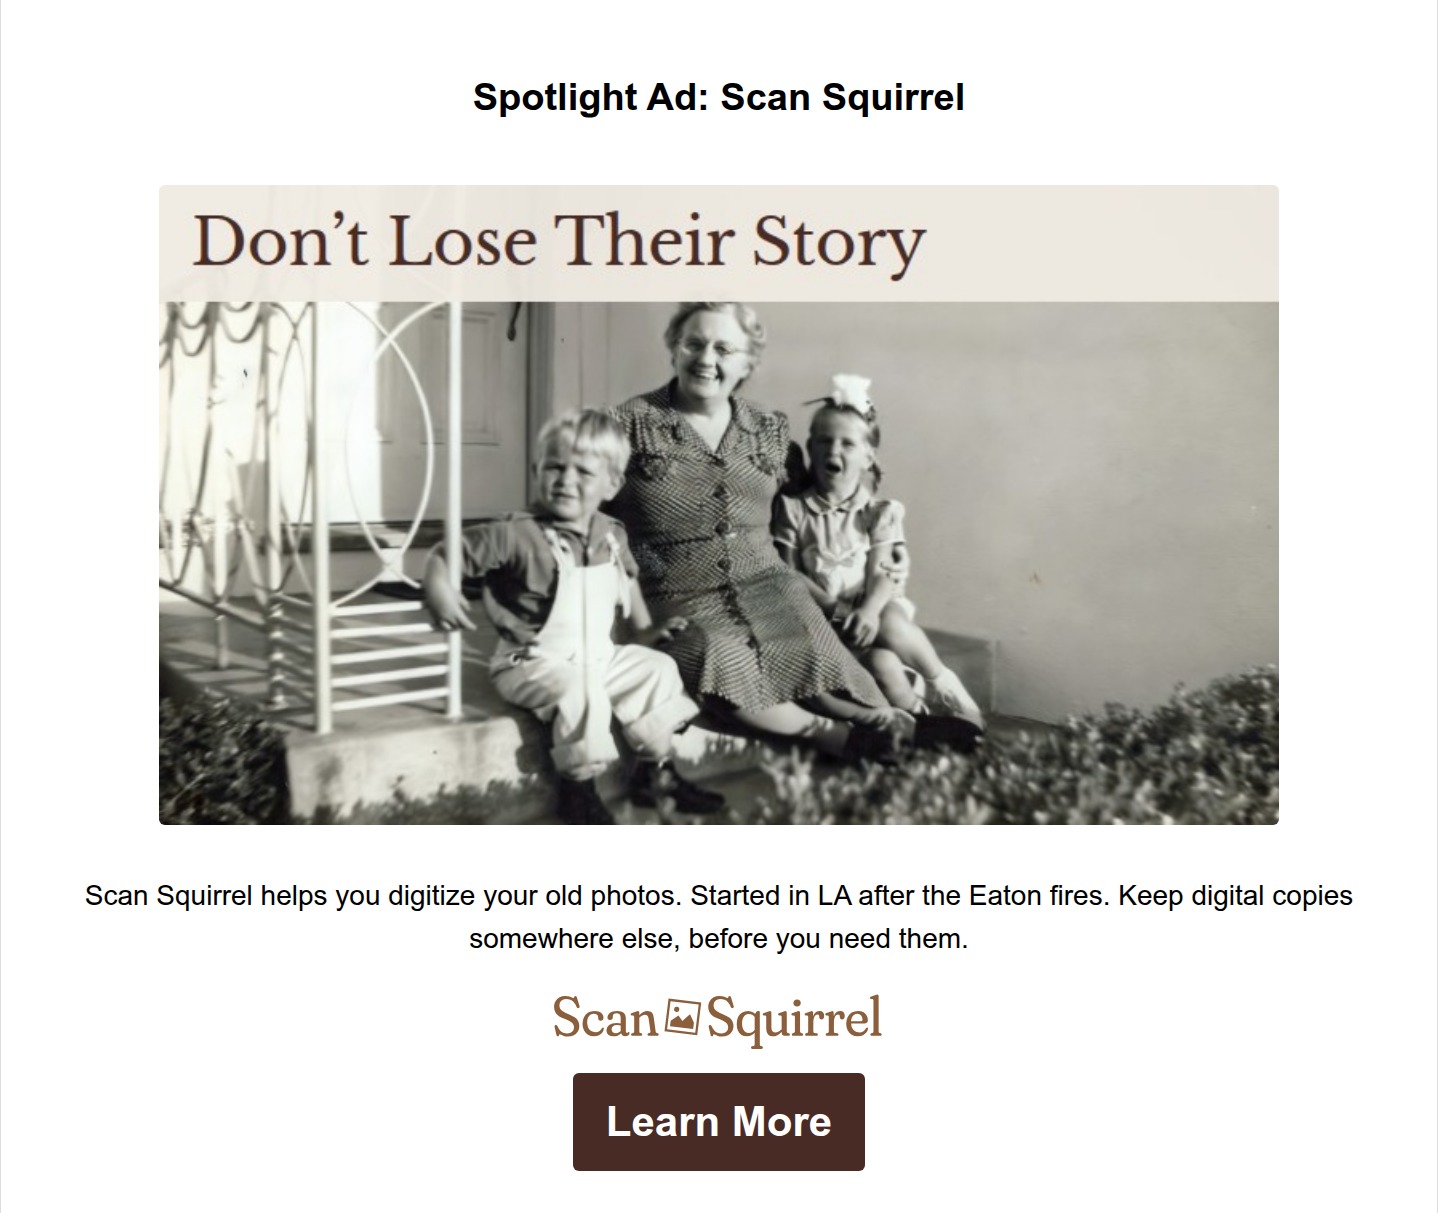 Spotlight Ad: Scan Squirrel
Don’t Lose Their Story
Scan Squirrel helps you digitize your old photos. Started in LA after the Eaton fires. Keep digital copies
somewhere else, before you need them.
Scan Squirrel
Learn More